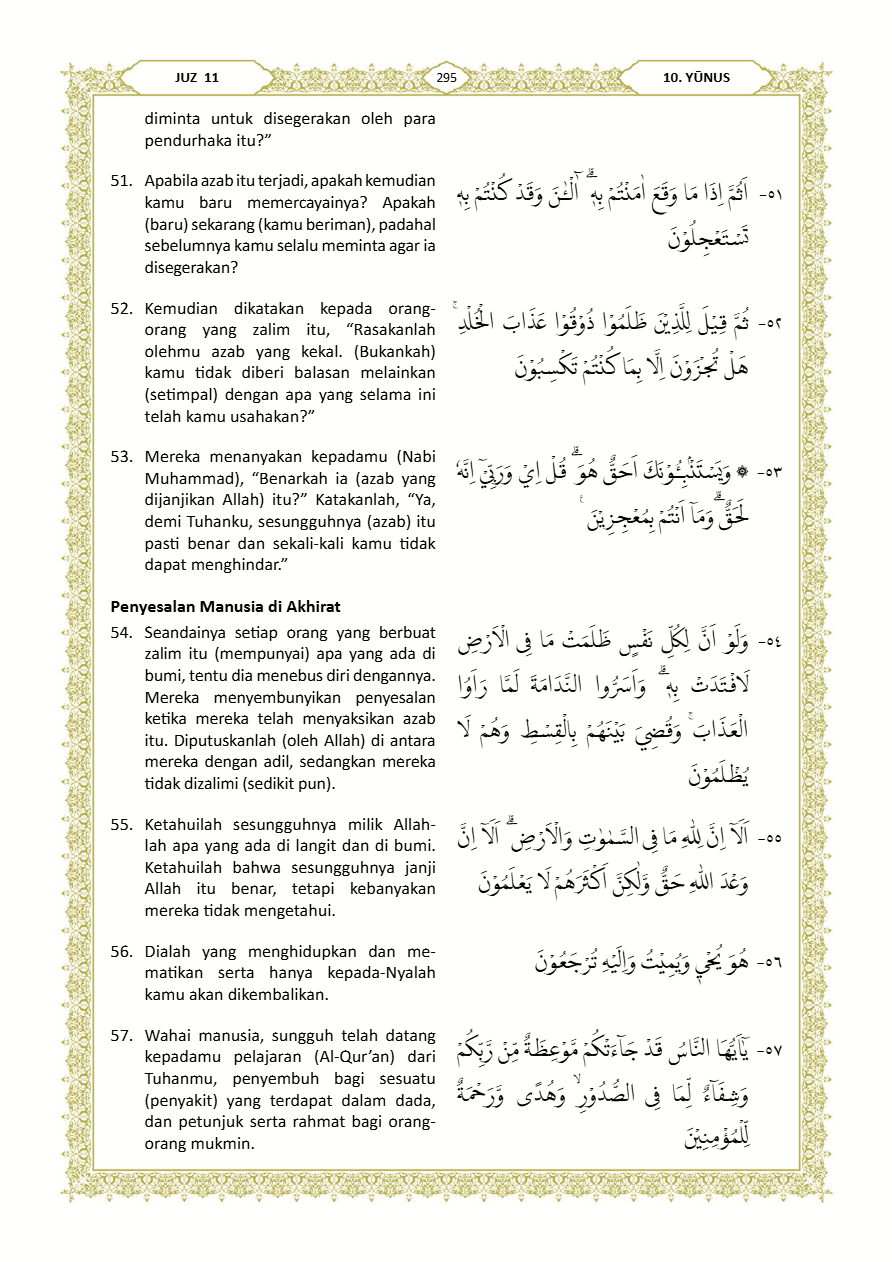 JUZ 11
295
10. YŪNUS
diminta untuk disegerakan oleh para
pendurhaka itu?”
51. Apabila azab itu terjadi, apakah kemudian
kamu baru memercayainya? Apakah
(baru) sekarang (kamu beriman), padahal
sebelumnya kamu selalu meminta agar ia
disegerakan?
٥١- اَثُمَّ اِذَا مَا وَقَعَ اٰمَنْتُمْ بِهٖۗ اٰۤلْـٰٔنَ وَقَدْ كُنْتُمْ بِهٖ
تَسْتَعْجِلُوْنَ
52. Kemudian dikatakan kepada orang-
orang yang zalim itu, “Rasakanlah
olehmu azab yang kekal. (Bukankah)
kamu tidak diberi balasan melainkan
(setimpal) dengan apa yang selama ini
telah kamu usahakan?”
٥٢- ثُمَّ قِيْلَ لِلَّذِيْنَ ظَلَمُوْا ذُوْقُوْا عَذَابَ الْخُلْدِۚ
هَلْ تُجْزَوْنَ اِلَّا بِمَا كُنْتُمْ تَكْسِبُوْنَ
53. Mereka menanyakan kepadamu (Nabi
Muhammad), “Benarkah ia (azab yang
dijanjikan Allah) itu?” Katakanlah, “Ya,
demi Tuhanku, sesungguhnya (azab) itu
pasti benar dan sekali-kali kamu tidak
dapat menghindar.”
٥٣- ۞ وَيَسْتَنْۢبِـُٔوْنَكَ اَحَقٌّ هُوَۗ قُلْ اِيْ وَرَبِّيْٓ اِنَّهٗ
لَحَقٌّۗ وَمَآ اَنْتُمْ بِمُعْجِزِيْنَ ࣖ
Penyesalan Manusia di Akhirat
54. Seandainya setiap orang yang berbuat
zalim itu (mempunyai) apa yang ada di
bumi, tentu dia menebus diri dengannya.
Mereka menyembunyikan penyesalan
ketika mereka telah menyaksikan azab
itu. Diputuskanlah (oleh Allah) di antara
mereka dengan adil, sedangkan mereka
tidak dizalimi (sedikit pun).
٥٤- وَلَوْ اَنَّ لِكُلِّ نَفْسٍ ظَلَمَتْ مَا فِى الْاَرْضِ
لَافْتَدَتْ بِهٖۗ وَاَسَرُّوا النَّدَامَةَ لَمَّا رَاَوُا
الْعَذَابَۚ وَقُضِيَ بَيْنَهُمْ بِالْقِسْطِ وَهُمْ لَا
يُظْلَمُوْنَ
55. Ketahuilah sesungguhnya milik Allah-
lah apa yang ada di langit dan di bumi.
Ketahuilah bahwa sesungguhnya janji
Allah itu benar, tetapi kebanyakan
mereka tidak mengetahui.
٥٥- اَلَآ اِنَّ لِلّٰهِ مَا فِى السَّمٰوٰتِ وَالْاَرْضِۗ اَلَآ اِنَّ
وَعْدَ اللّٰهِ حَقٌّ وَّلٰكِنَّ اَكْثَرَهُمْ لَا يَعْلَمُوْنَ
56. Dialah yang menghidupkan dan me-
matikan serta hanya kepada-Nyalah
kamu akan dikembalikan.
٥٦- هُوَ يُحْيٖ وَيُمِيْتُ وَاِلَيْهِ تُرْجَعُوْنَ
57. Wahai manusia, sungguh telah datang
kepadamu pelajaran (Al-Qur’an) dari
Tuhanmu, penyembuh bagi sesuatu
(penyakit) yang terdapat dalam dada,
dan petunjuk serta rahmat bagi orang-
orang mukmin.
٥٧- يٰٓاَيُّهَا النَّاسُ قَدْ جَاۤءَتْكُمْ مَّوْعِظَةٌ مِّنْ رَّبِّكُمْ
وَشِفَاۤءٌ لِّمَا فِى الصُّدُوْرِۙ وَهُدًى وَّرَحْمَةٌ
لِّلْمُؤْمِنِيْنَ